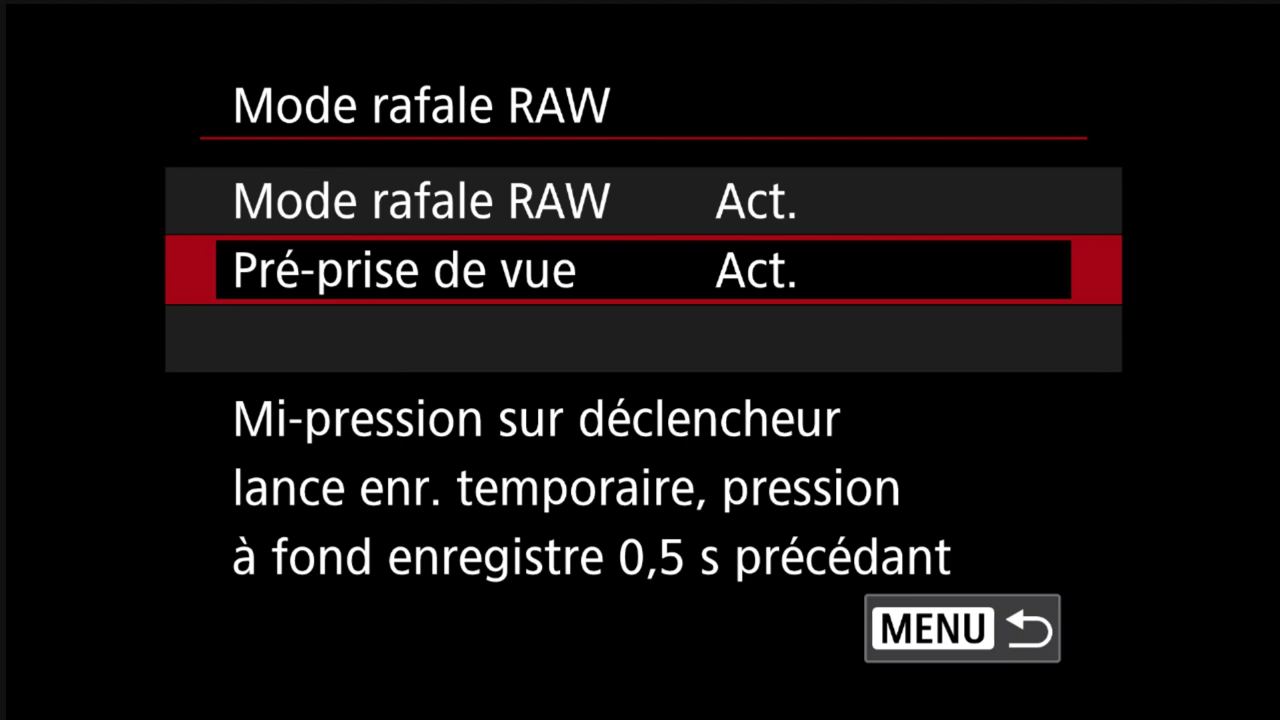 Mode rafale RAW
Mode rafale RAW Act.
Pré-prise de vue Act.
Mi-pression sur déclencheur
lance enr. temporaire, pression
à fond enregistre 0,5 s précédant
MENU